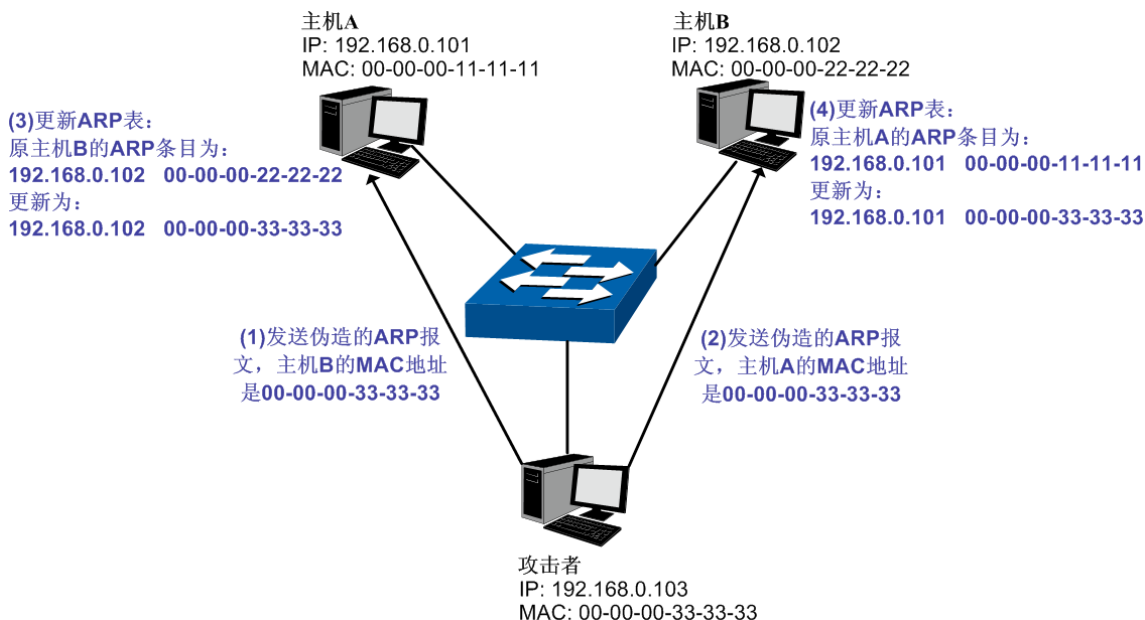 主机A
IP: 192.168.0.101
MAC: 00-00-00-11-11-11
主机B
IP: 192.168.0.102
MAC: 00-00-00-22-22-22
(3)更新ARP表：
原主机B的ARP条目为：
192.168.0.102 00-00-00-22-22-22
更新为：
192.168.0.102 00-00-00-33-33-33
(4)更新ARP表：
原主机A的ARP条目为：
192.168.0.101 00-00-00-11-11-11
更新为：
192.168.0.101 00-00-00-33-33-33
(1)发送伪造的ARP报
文，主机B的MAC地址
是00-00-00-33-33-33
(2)发送伪造的ARP报
文，主机A的MAC地址
是00-00-00-33-33-33
攻击者
IP: 192.168.0.103
MAC: 00-00-00-33-33-33